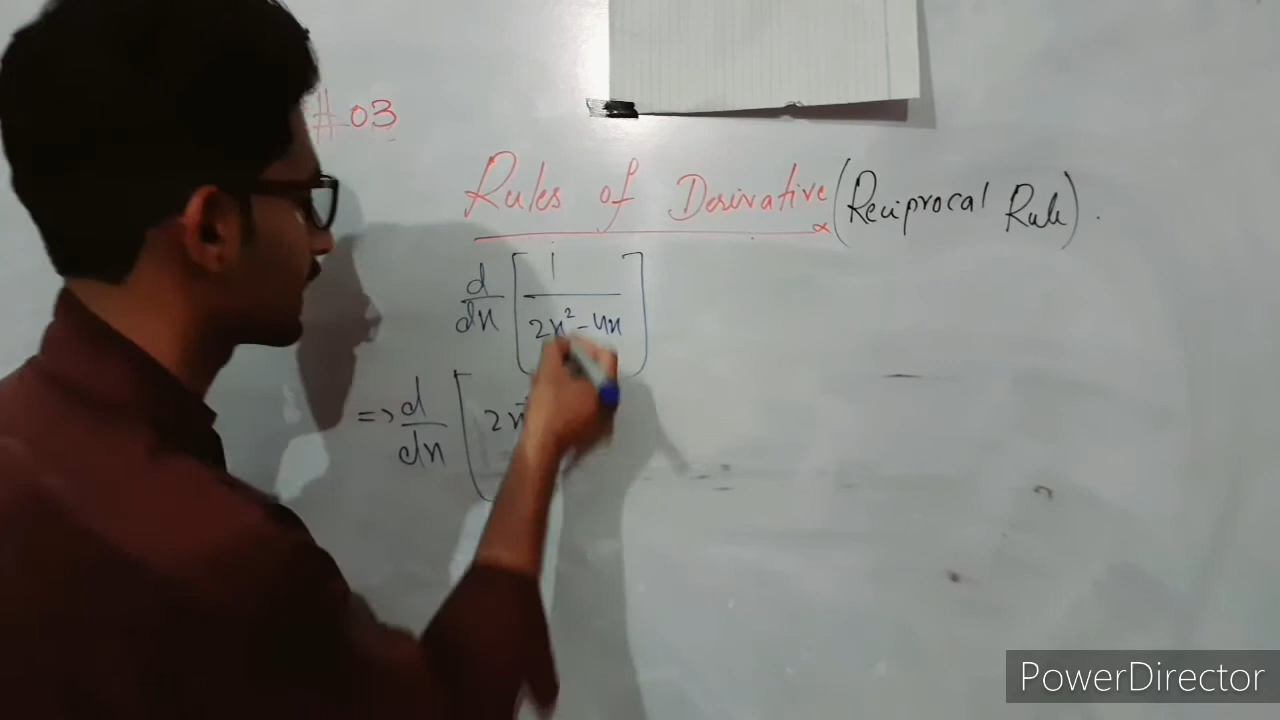 # 03
Rules of Derivative (Reciprocal Rule).
d/dx [1/(2x² - 4x)]
=> d/dx [2x
PowerDirector